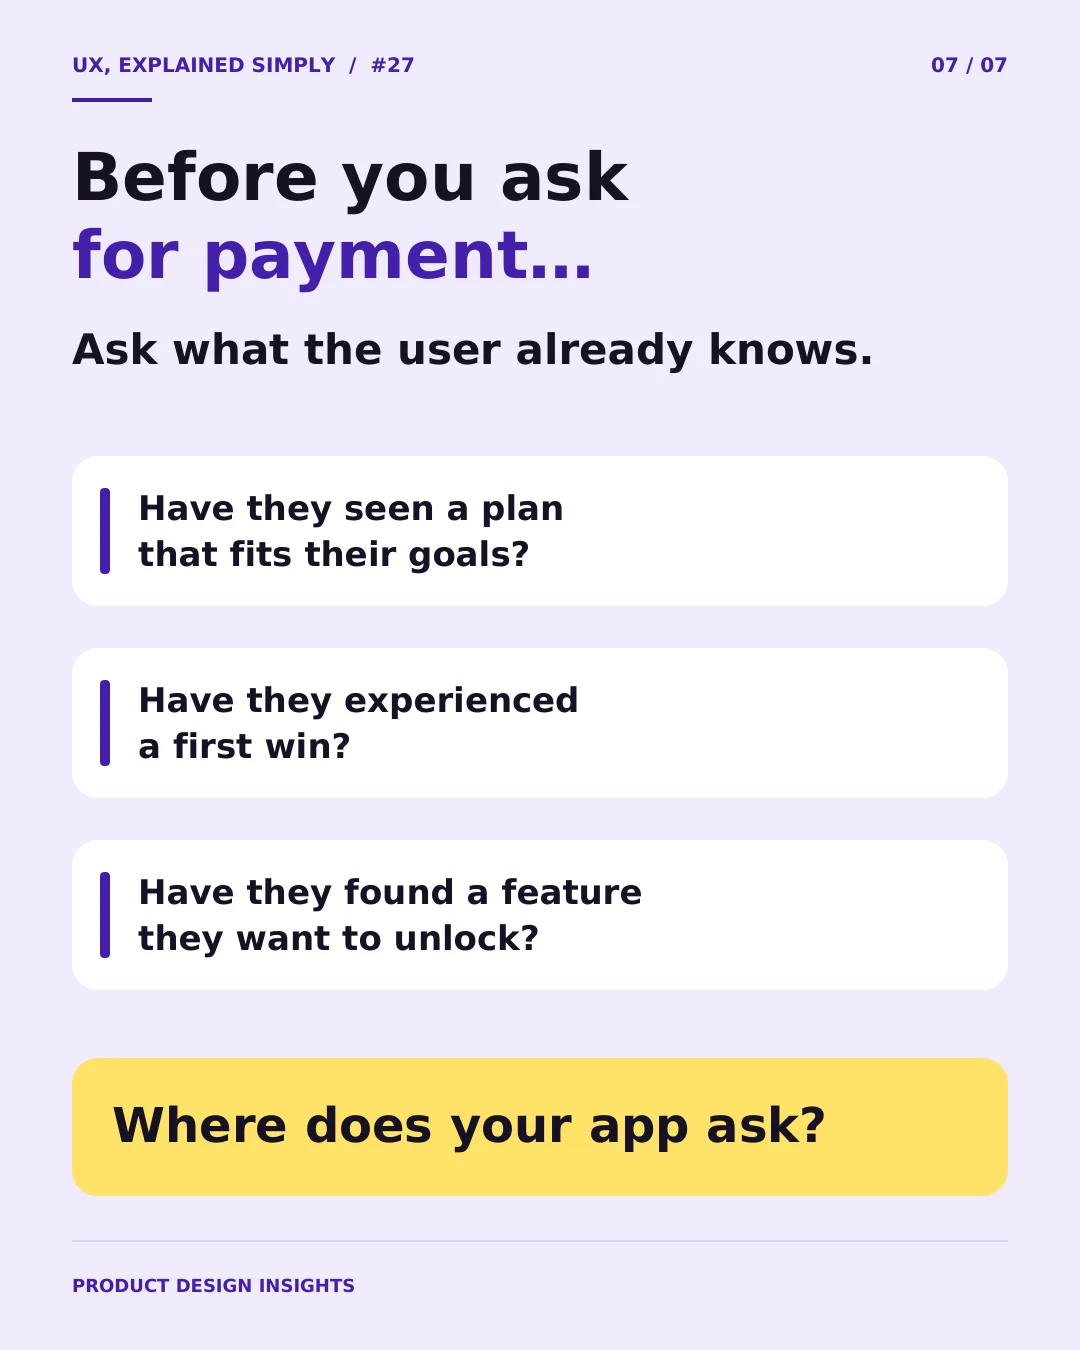 UX, EXPLAINED SIMPLY / #27
07 / 07
Before you ask
for payment…
Ask what the user already knows.
Have they seen a plan
that fits their goals?
Have they experienced
a first win?
Have they found a feature
they want to unlock?
Where does your app ask?
PRODUCT DESIGN INSIGHTS